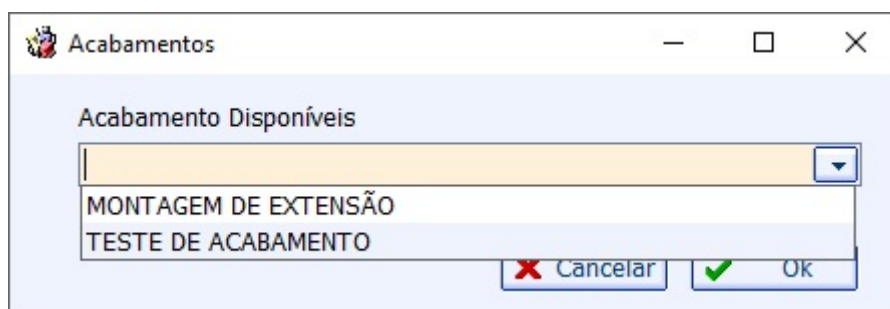 Acabamentos
Acabamento Disponíveis
MONTAGEM DE EXTENSÃO
TESTE DE ACABAMENTO
Cancelar Ok